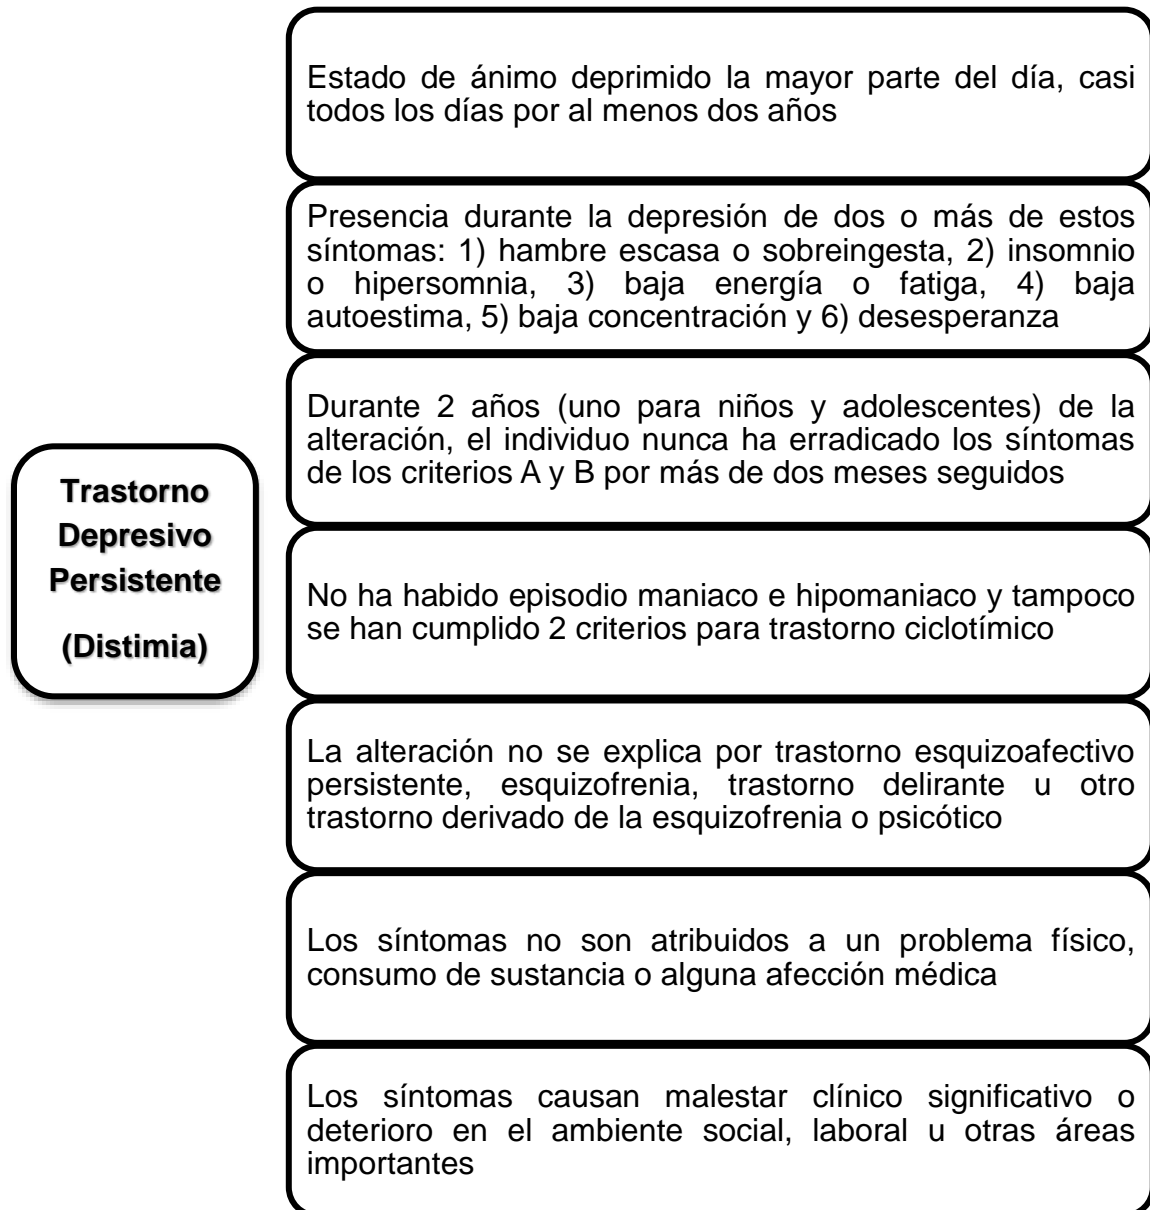 Estado de ánimo deprimido la mayor parte del día, casi
todos los días por al menos dos años
Presencia durante la depresión de dos o más de estos
síntomas: 1) hambre escasa o sobreingesta, 2) insomnio
o hipersomnia, 3) baja energía o fatiga, 4) baja
autoestima, 5) baja concentración y 6) desesperanza
Durante 2 años (uno para niños y adolescentes) de la
alteración, el individuo nunca ha erradicado los síntomas
de los criterios A y B por más de dos meses seguidos
Trastorno
Depresivo
Persistente
(Distimia)
No ha habido episodio maniaco e hipomaniaco y tampoco
se han cumplido 2 criterios para trastorno ciclotímico
La alteración no se explica por trastorno esquizoafectivo
persistente, esquizofrenia, trastorno delirante u otro
trastorno derivado de la esquizofrenia o psicótico
Los síntomas no son atribuidos a un problema físico,
consumo de sustancia o alguna afección médica
Los síntomas causan malestar clínico significativo o
deterioro en el ambiente social, laboral u otras áreas
importantes